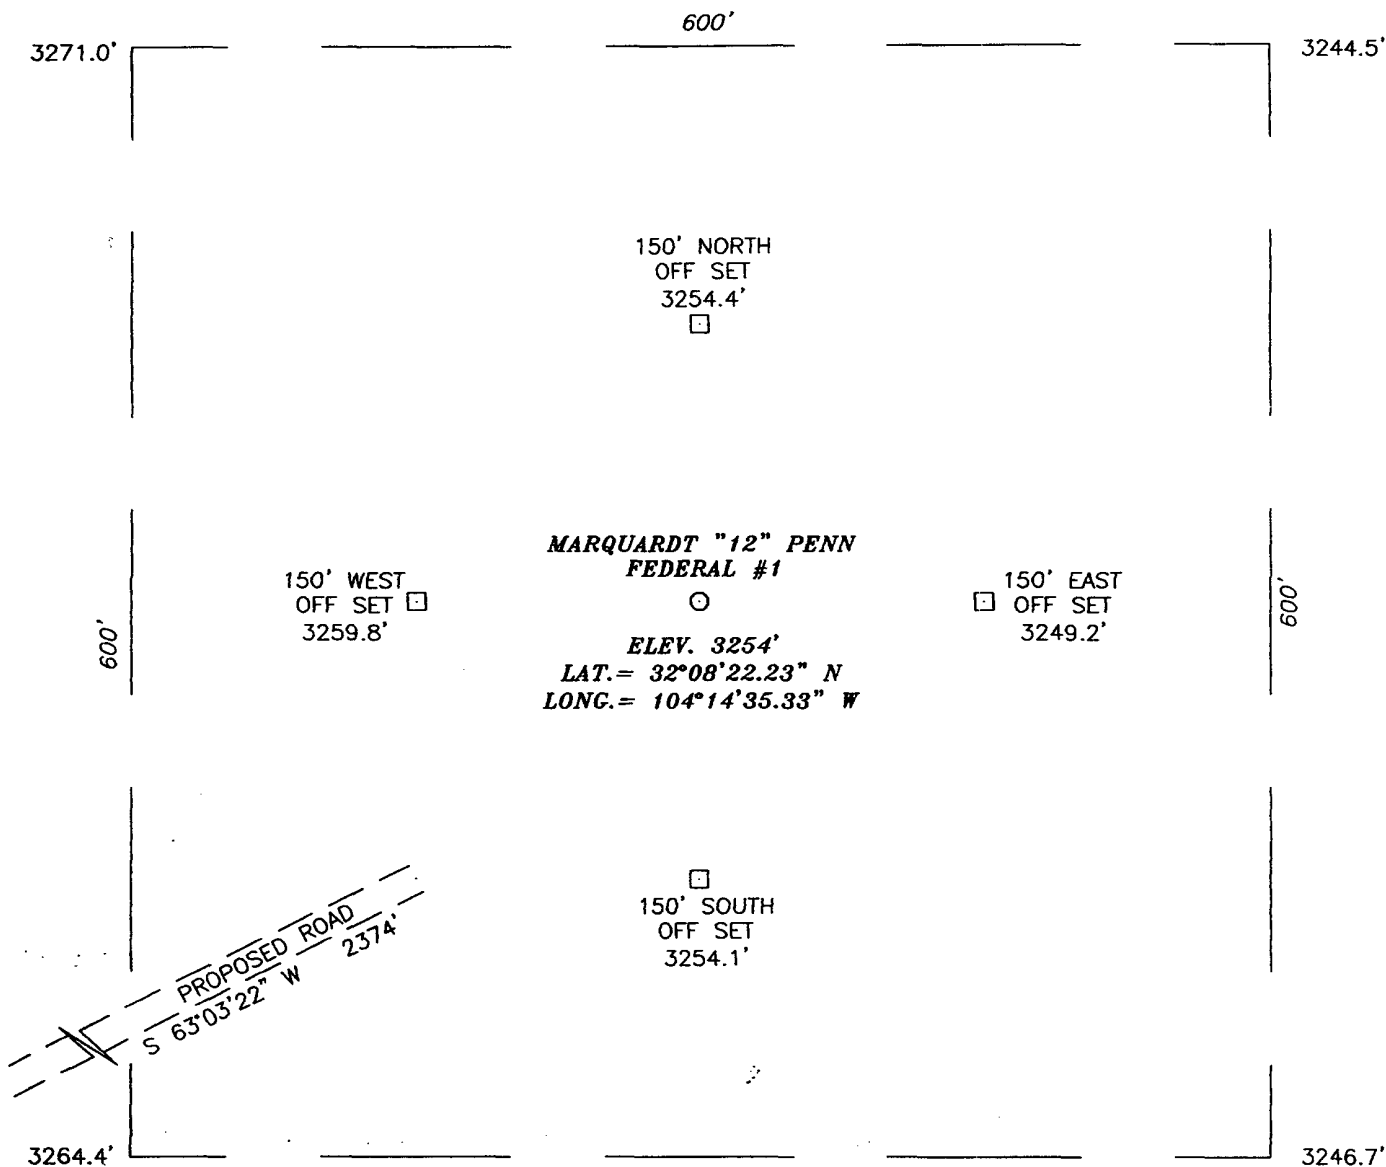 600'
3271.0'
3244.5'
150' NORTH
OFF SET
3254.4'
MARQUARDT "12" PENN
FEDERAL #1
150' WEST
OFF SET
3259.8'
150' EAST
OFF SET
3249.2'
600'
600'
ELEV. 3254'
LAT.= 32°08'22.23" N
LONG.= 104°14'35.33" W
150' SOUTH
OFF SET
3254.1'
PROPOSED ROAD
S 63°03'22" W 2374'
3264.4'
3246.7'